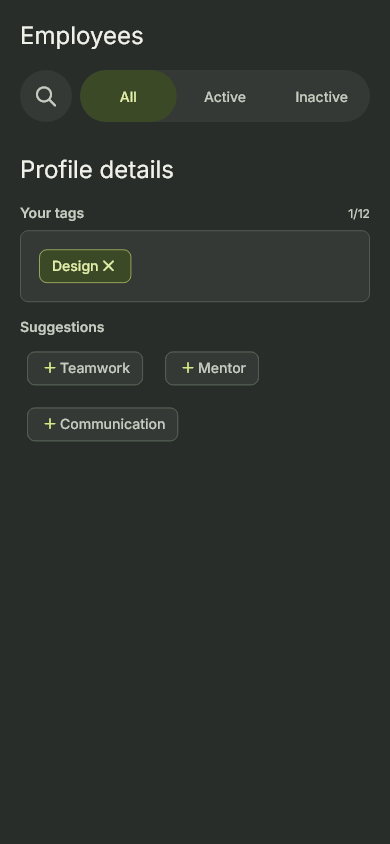 Employees
All Active Inactive
Profile details
Your tags 1/12
Design
Suggestions
Teamwork Mentor
Communication